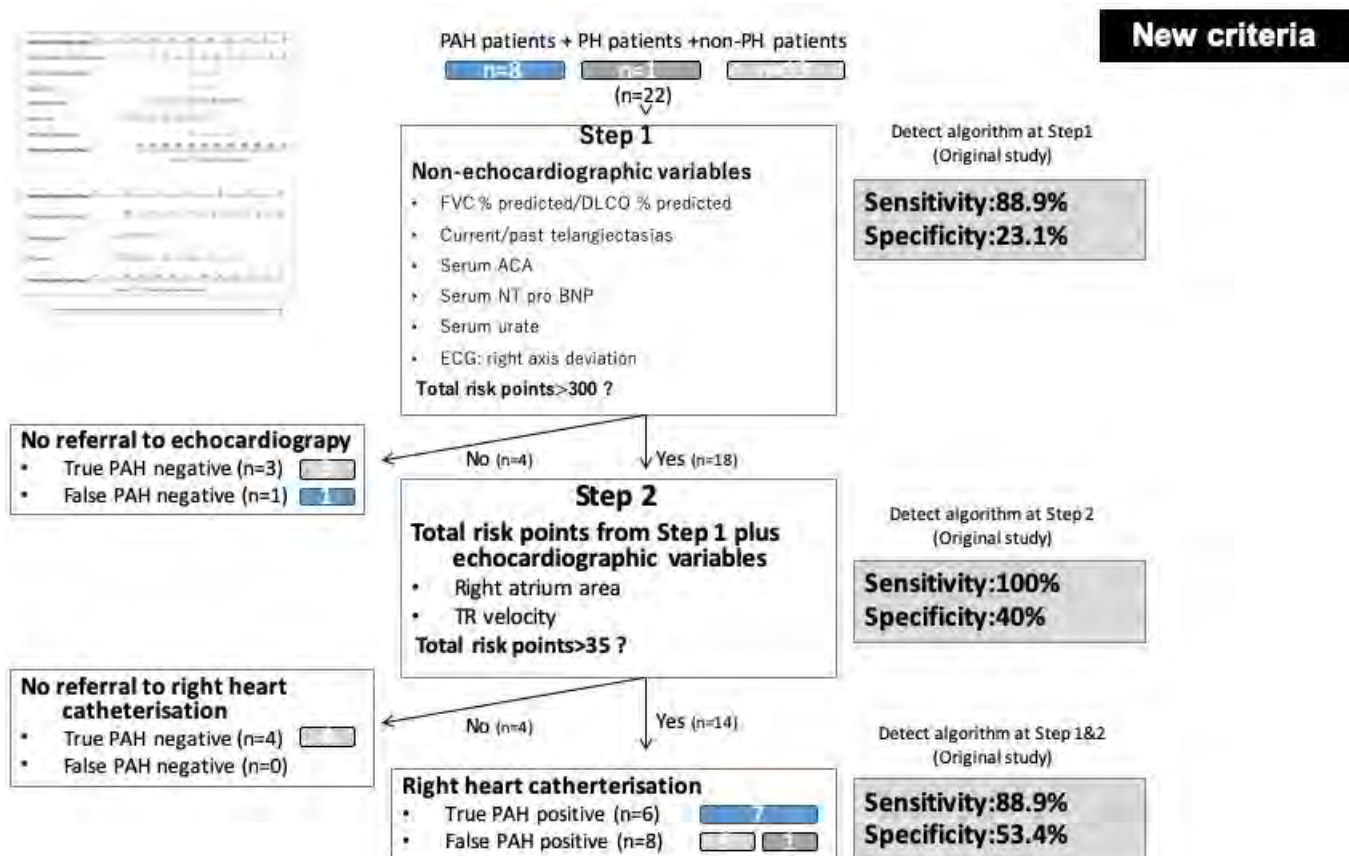 New criteria
PAH patients + PH patients +non-PH patients
n=8 n=1
(n=22)
Step 1
Non-echocardiographic variables
• FVC % predicted/DLCO % predicted
• Current/past telangiectasias
• Serum ACA
• Serum NT pro BNP
• Serum urate
• ECG: right axis deviation
Total risk points>300 ?
Detect algorithm at Step1
(Original study)
Sensitivity:88.9%
Specificity:23.1%
No (n=4)
Yes (n=18)
No referral to echocardiograpy
• True PAH negative (n=3)
• False PAH negative (n=1) 1
Step 2
Total risk points from Step 1 plus
echocardiographic variables
• Right atrium area
• TR velocity
Total risk points>35 ?
Detect algorithm at Step 2
(Original study)
Sensitivity:100%
Specificity:40%
No (n=4)
Yes (n=14)
No referral to right heart
catheterisation
• True PAH negative (n=4)
• False PAH negative (n=0)
Right heart catherterisation
• True PAH positive (n=6) 7
• False PAH positive (n=8) 1
Detect algorithm at Step 1&2
(Original study)
Sensitivity:88.9%
Specificity:53.4%